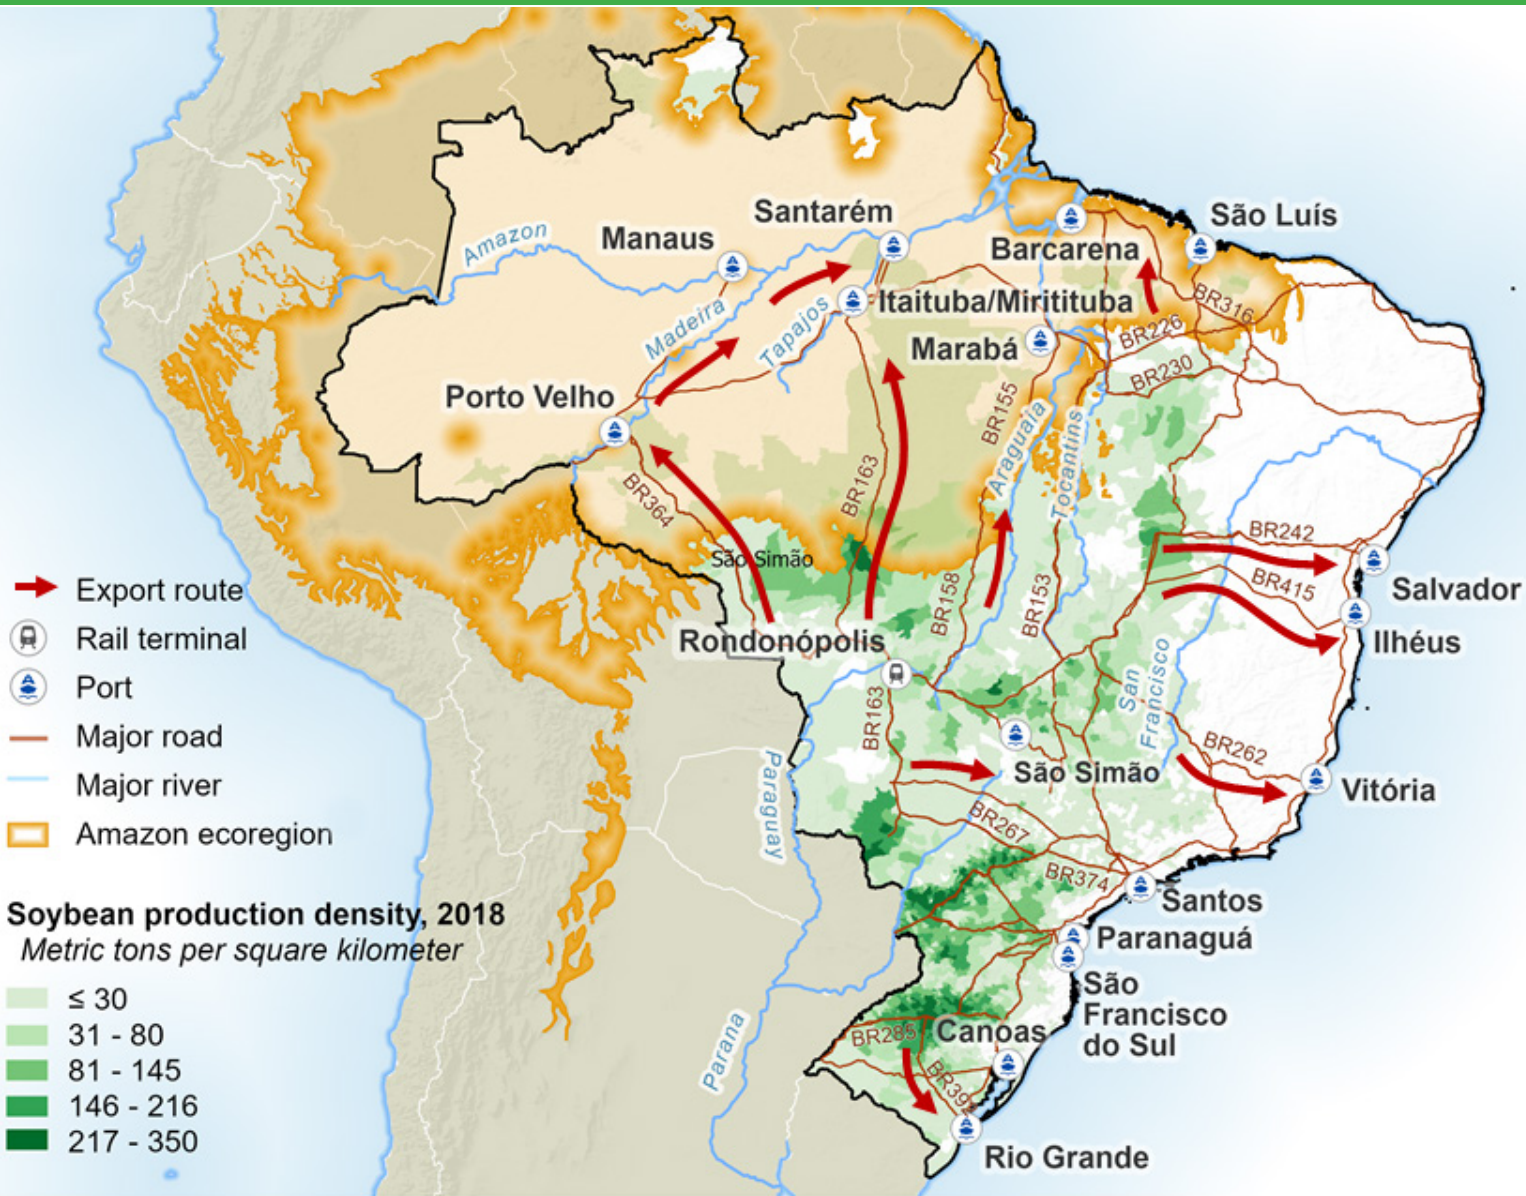 Santarém
São Luís
Manaus
Amazon
Barcarena
Itaituba/Miritituba
BR316
Madeira
Tapajos
BR226
Marabá
BR230
Porto Velho
BR155
Araguaia
Tocantins
BR163
BR364
BR242
São Simão
BR415
Salvador
BR158
BR153
Ilhéus
Rondonópolis
San
Francisco
BR163
BR262
São Simão
Vitória
Paraguay
BR267
BR374
Santos
Paranaguá
São
Francisco
do Sul
BR285
Canoas
Parana
BR392
Rio Grande
Export route
Rail terminal
Port
Major road
Major river
Amazon ecoregion
Soybean production density, 2018
Metric tons per square kilometer
≤ 30
31 - 80
81 - 145
146 - 216
217 - 350